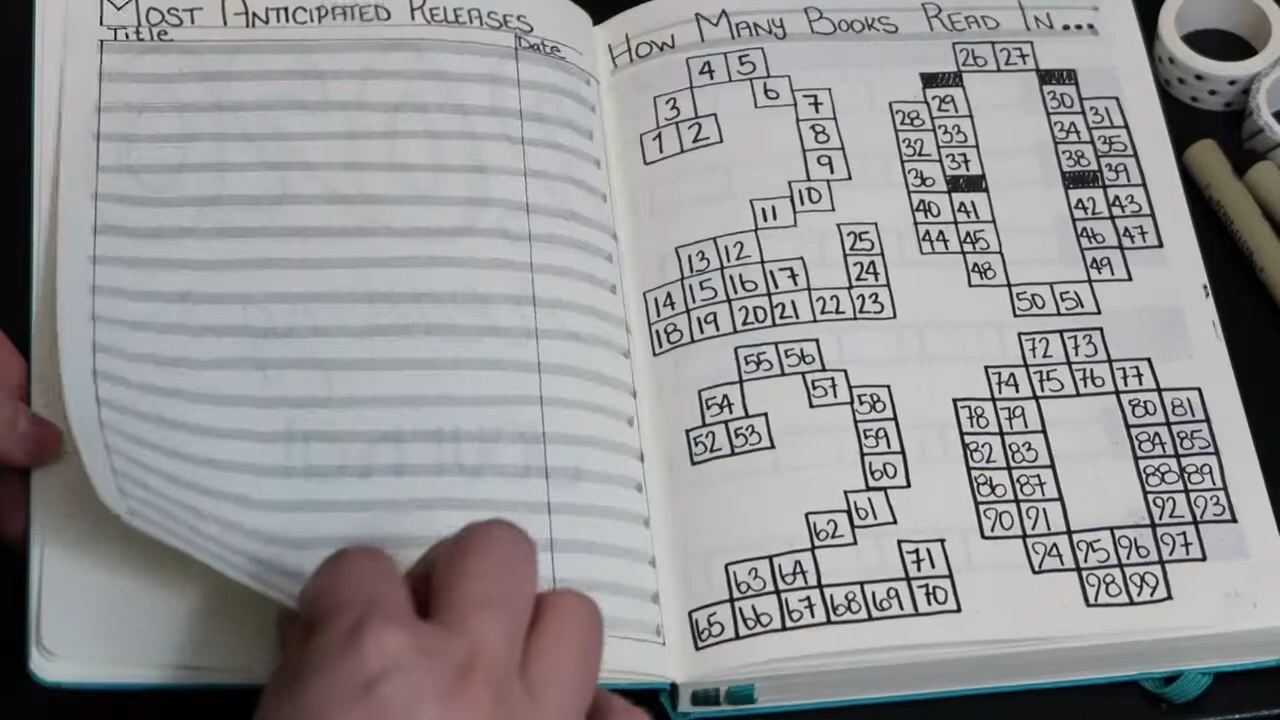 MOST ANTICIPATED RELEASES
Title Date
HOW MANY BOOKS READ IN...
4 5
6
3 7
1 2 8
9
10
11
13 12 25
14 15 16 17 24
18 19 20 21 22 23
26 27
29 30
28 33 34 31
32 37 38 35
36 39
40 41 42 43
44 45 46 47
48 49
50 51
55 56
57
54 58
52 53 59
60
61
62
63 64 71
65 66 67 68 69 70
72 73
74 75 76 77
78 79 80 81
82 83 84 85
86 87 88 89
90 91 92 93
94 95 96 97
98 99